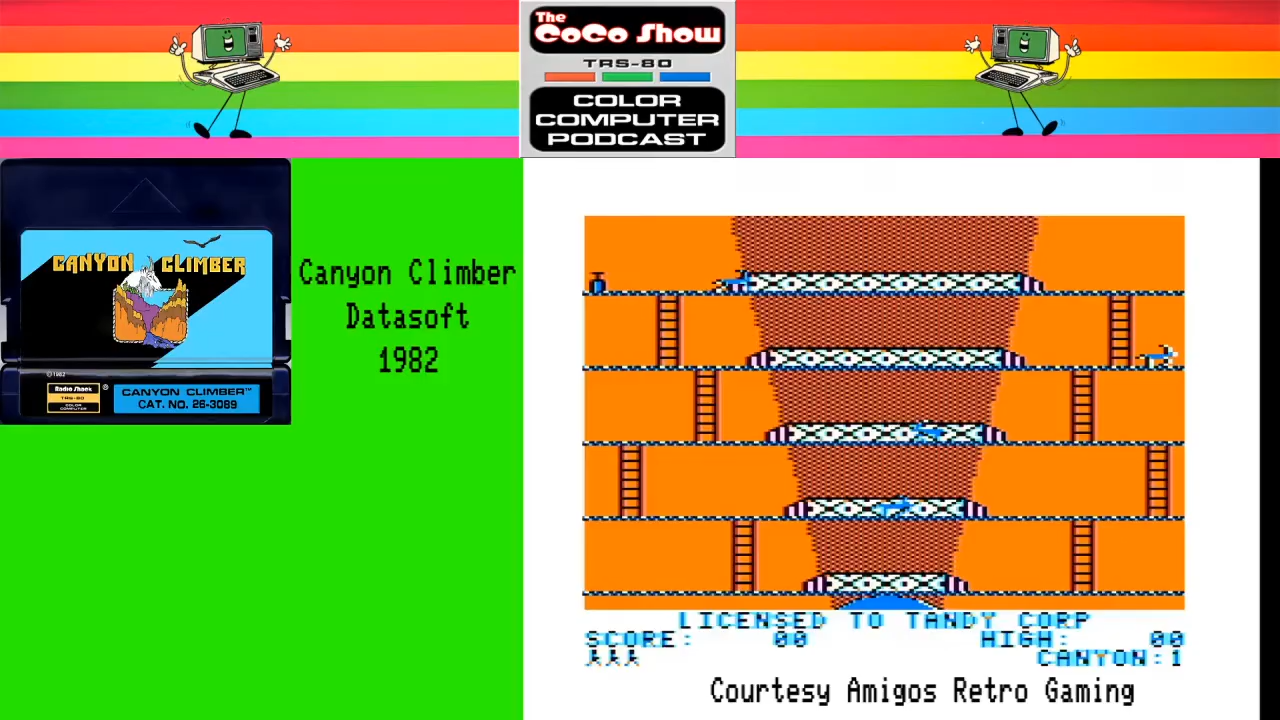 The
CoCo Show
TRS-80
COLOR
COMPUTER
PODCAST
CANYON CLIMBER
©1982
Radio Shack ®
TRS-80
COLOR
COMPUTER
CANYON CLIMBER™
CAT. NO. 26-3089
Canyon Climber
Datasoft
1982
LICENSED TO TANDY CORP
SCORE: 00 HIGH: 00
CANYON:1
Courtesy Amigos Retro Gaming